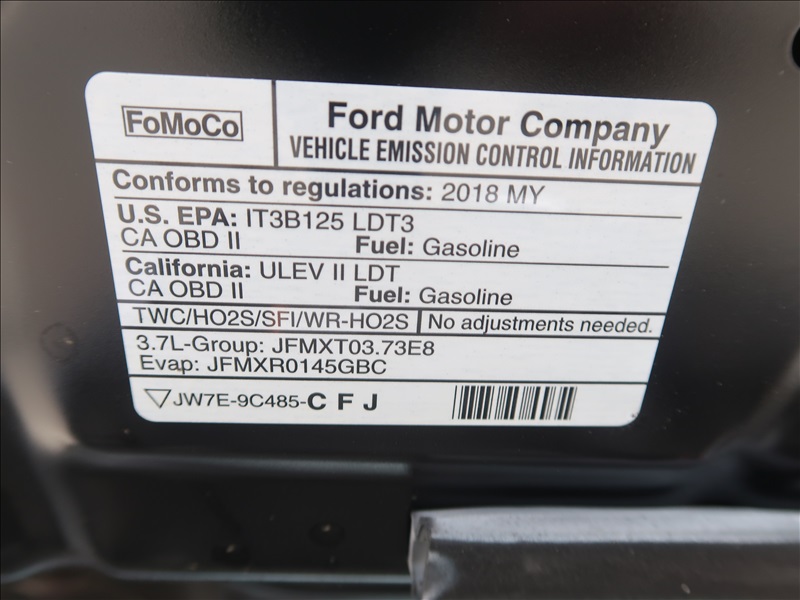 FoMoCo
Ford Motor Company
VEHICLE EMISSION CONTROL INFORMATION
Conforms to regulations: 2018 MY
U.S. EPA: IT3B125 LDT3
CA OBD II Fuel: Gasoline
California: ULEV II LDT
CA OBD II Fuel: Gasoline
TWC/HO2S/SFI/WR-HO2S No adjustments needed.
3.7L-Group: JFMXT03.73E8
Evap: JFMXR0145GBC
JW7E-9C485-C F J